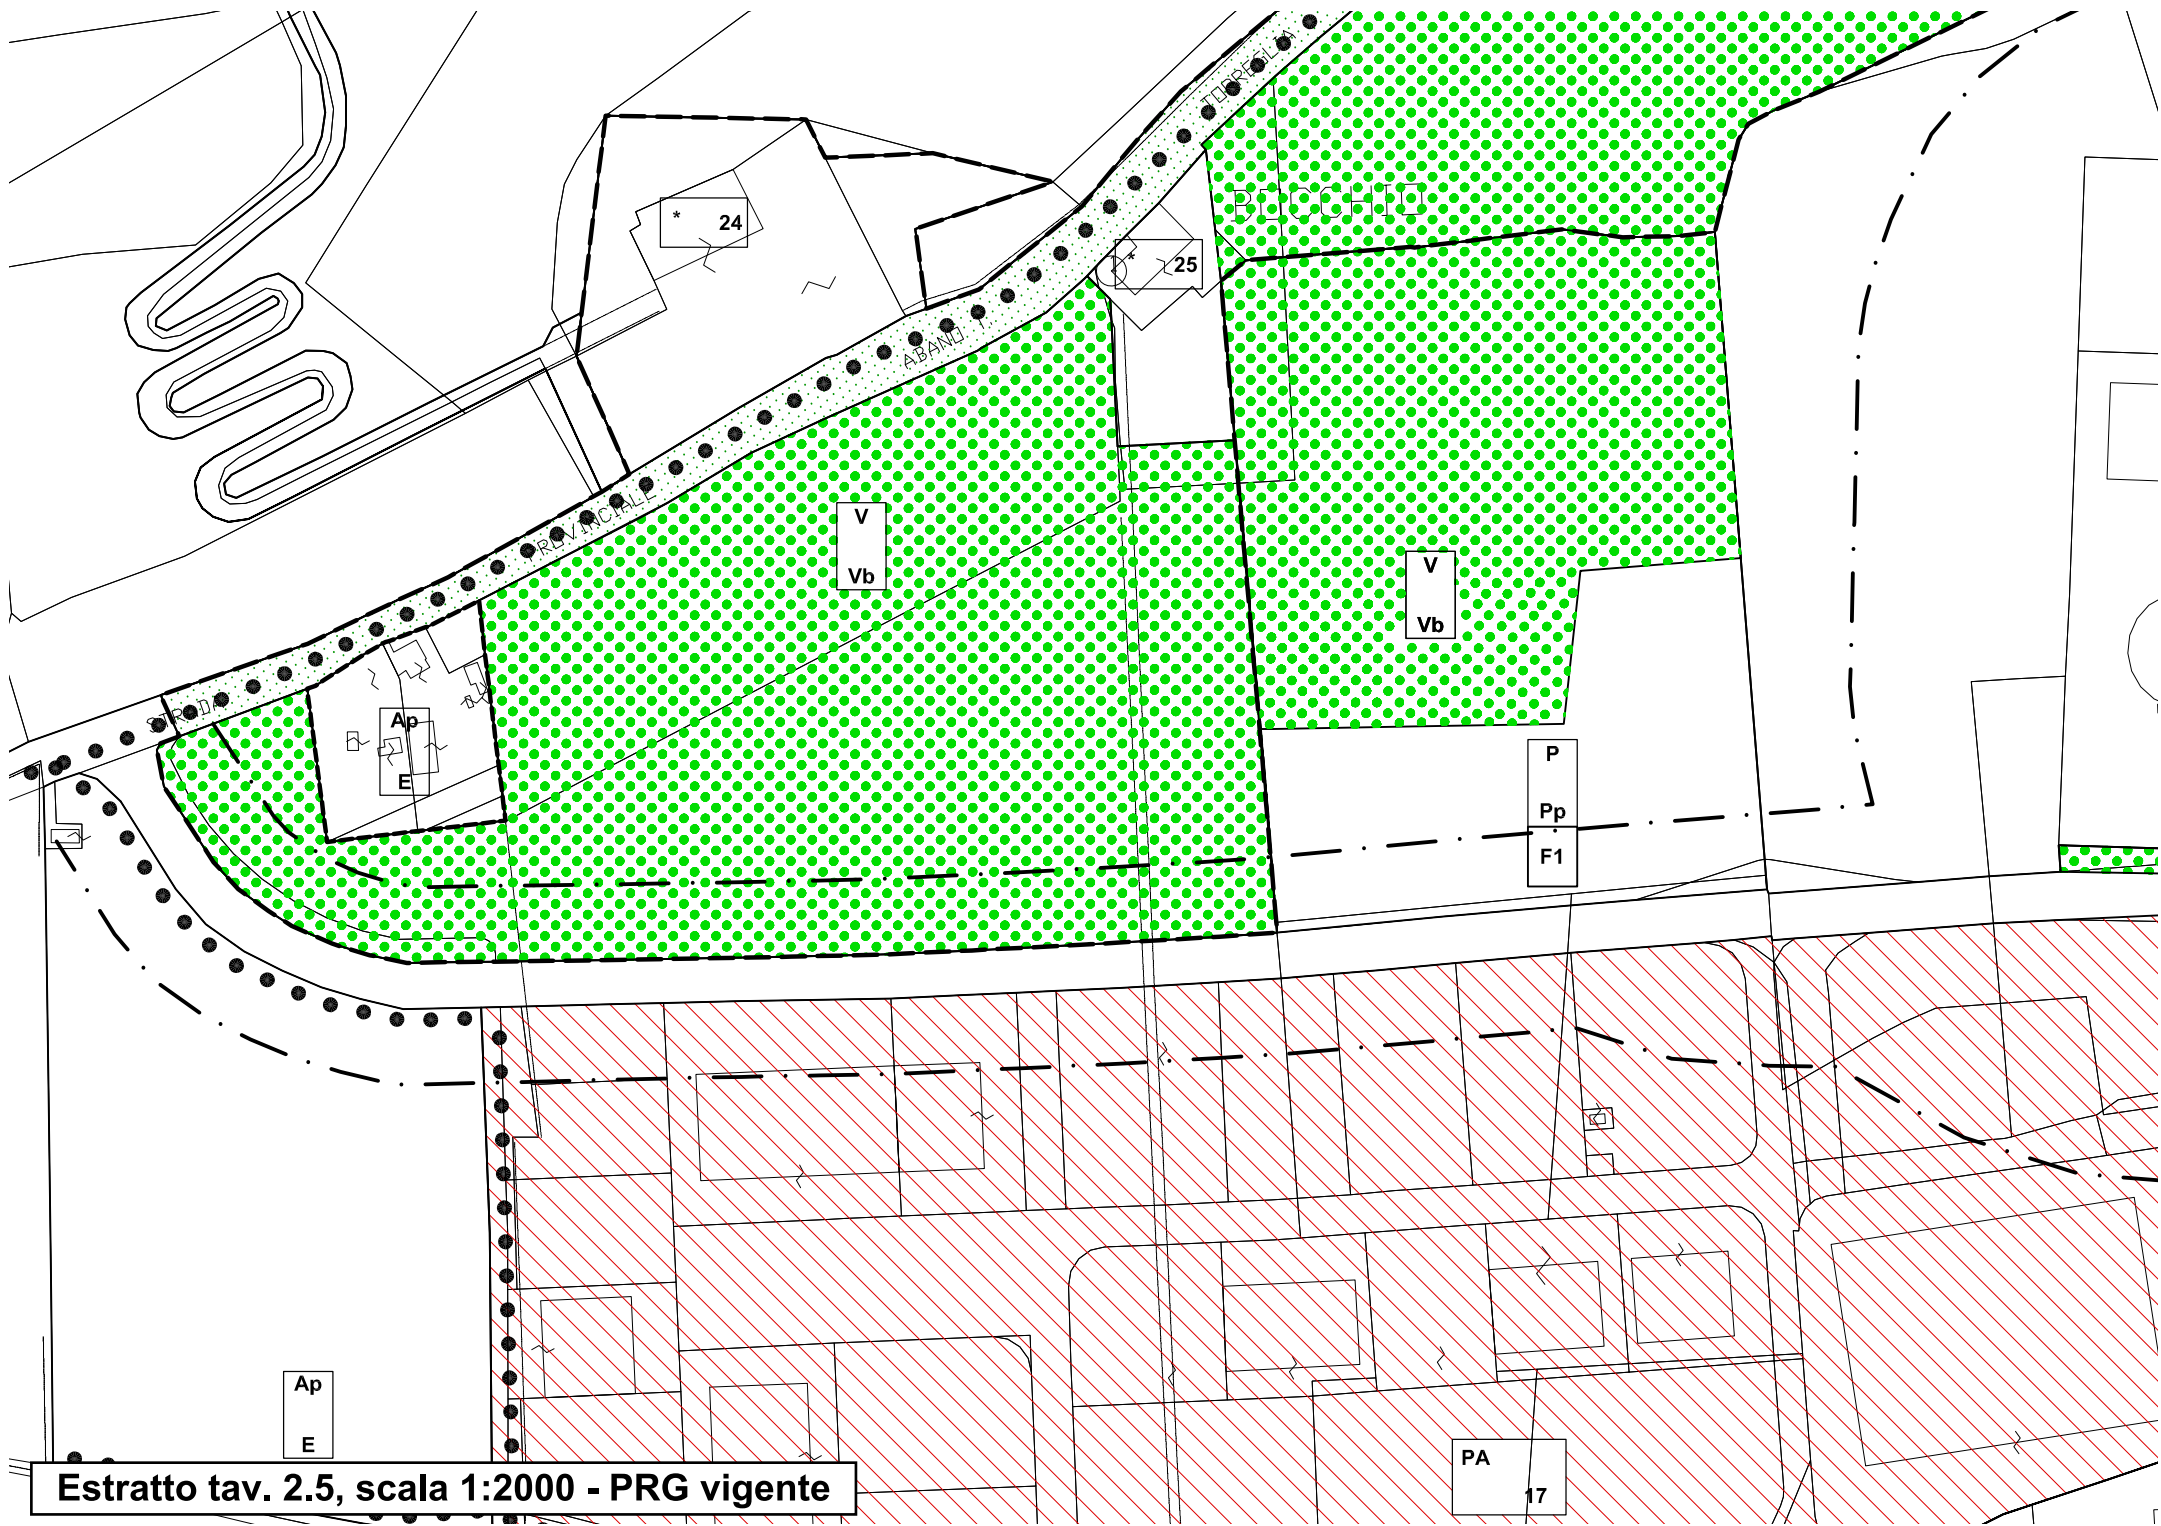 TORREGLIA
BOCCHIO
* 24
* 25
ABANO
PROVINCIALE
STRADA
V
Vb
V
Vb
Ap
E
P
Pp
F1
Ap
E
PA
17
Estratto tav. 2.5, scala 1:2000 - PRG vigente